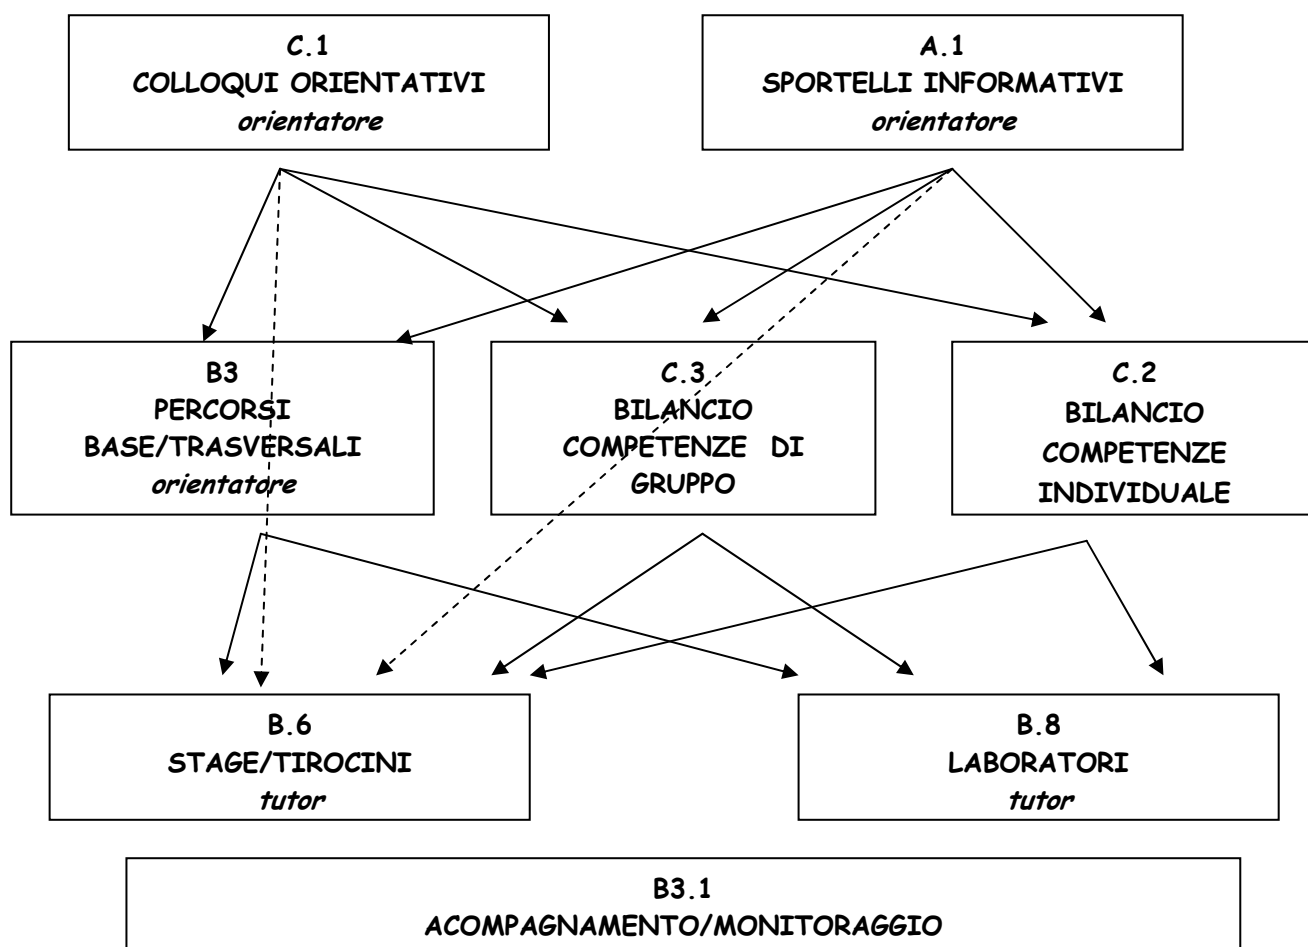 C.1
COLLOQUI ORIENTATIVI
orientatore
A.1
SPORTELLI INFORMATIVI
orientatore
B3
PERCORSI
BASE/TRASVERSALI
orientatore
C.3
BILANCIO
COMPETENZE DI
GRUPPO
C.2
BILANCIO
COMPETENZE
INDIVIDUALE
B.6
STAGE/TIROCINI
tutor
B.8
LABORATORI
tutor
B3.1
ACOMPAGNAMENTO/MONITORAGGIO